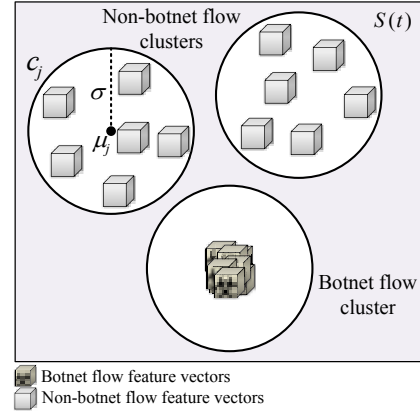 Non-botnet flow
clusters
S(t)
c_j
σ
μ_j
Botnet flow
cluster
Botnet flow feature vectors
Non-botnet flow feature vectors